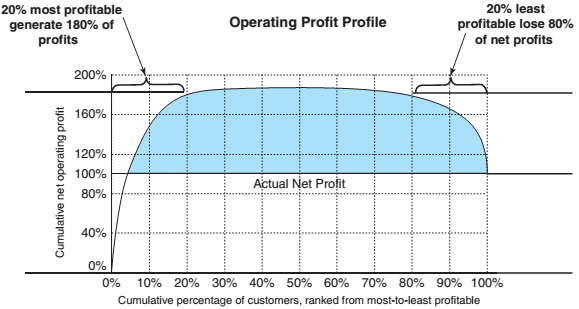 20% most profitable
generate 180% of
profits
Operating Profit Profile
20% least
profitable lose 80%
of net profits
Cumulative net operating profit
200%
160%
120%
100%
80%
40%
0%
Actual Net Profit
0% 10% 20% 30% 40% 50% 60% 70% 80% 90% 100%
Cumulative percentage of customers, ranked from most-to-least profitable